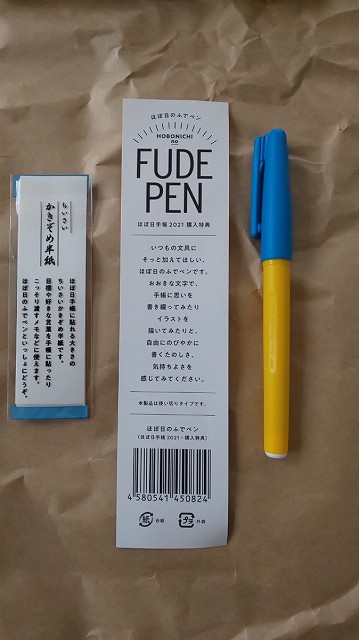 ちいさい
かきぞめ半紙
ほぼ日手帳に貼れる大きさの
ちいさいかきぞめ半紙です。
目標や好きな言葉を手帳に貼ったり
こっそり渡すメモなどに使えます。
ほぼ日のふでペンといっしょにどうぞ。
ほぼ日のふでペン
HOBONICHI
no
FUDE
PEN
ほぼ日手帳2021 購入特典
いつもの文具に
そっと加えてほしい、
ほぼ日のふでペンです。
おおきな文字で、
手帳に思いを
書き綴ってみたり
イラストを
描いてみたりと、
自由にのびやかに
書くたのしさ、
気持ちよさを
感じてみてください。
本製品は使い切りタイプです。
ほぼ日のふでペン
(ほぼ日手帳2021・購入特典)
4580541450824
紙 台紙
プラ 外袋